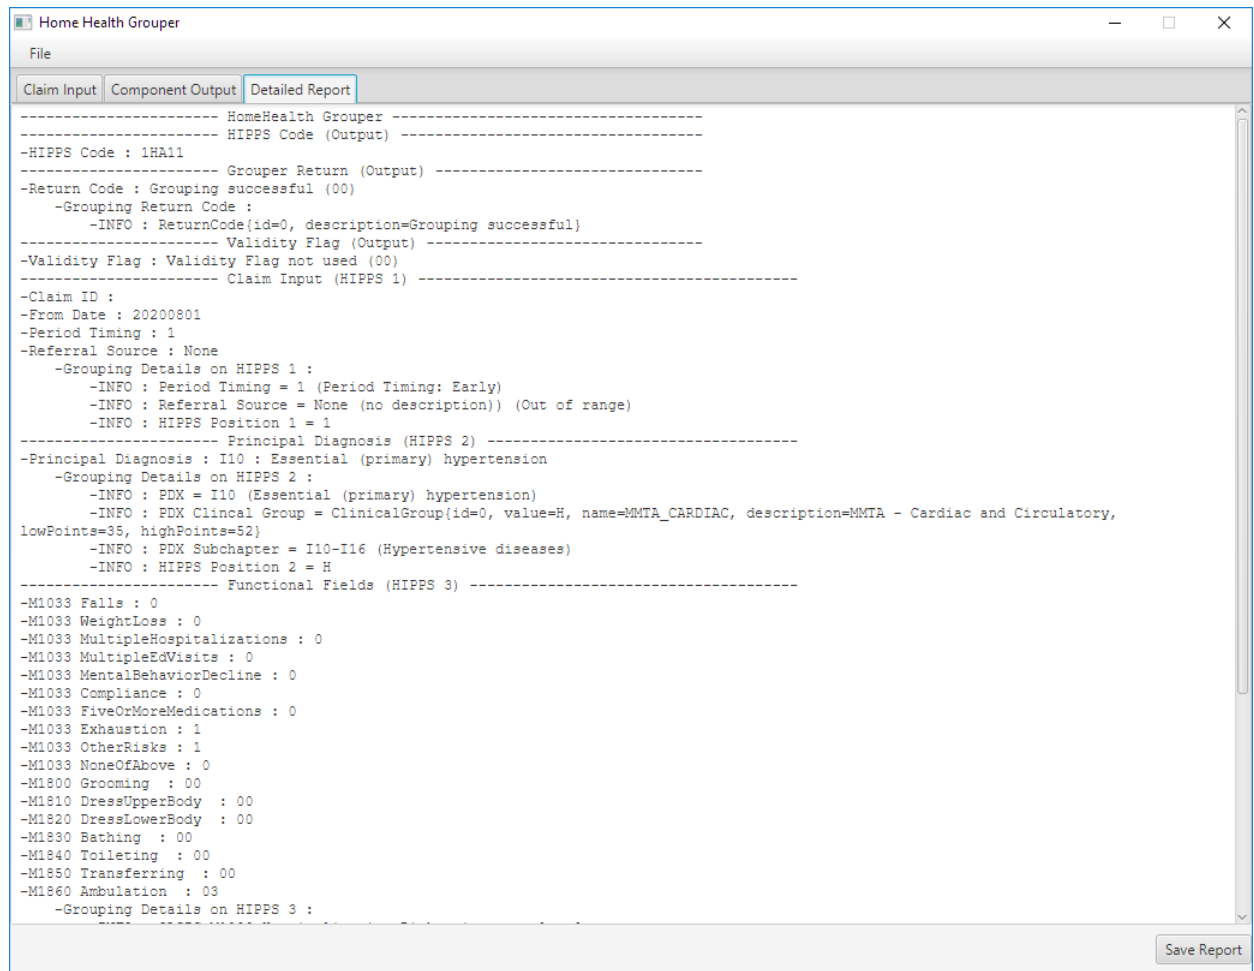 Home Health Grouper
File
Claim Input Component Output Detailed Report
----------------------- HomeHealth Grouper ------------------------------------
----------------------- HIPPS Code (Output) -----------------------------------
-HIPPS Code : 1HA11
----------------------- Grouper Return (Output) -------------------------------
-Return Code : Grouping successful (00)
-Grouping Return Code :
-INFO : ReturnCode{id=0, description=Grouping successful}
----------------------- Validity Flag (Output) --------------------------------
-Validity Flag : Validity Flag not used (00)
----------------------- Claim Input (HIPPS 1) --------------------------------------------
-Claim ID :
-From Date : 20200801
-Period Timing : 1
-Referral Source : None
-Grouping Details on HIPPS 1 :
-INFO : Period Timing = 1 (Period Timing: Early)
-INFO : Referral Source = None (no description)) (Out of range)
-INFO : HIPPS Position 1 = 1
----------------------- Principal Diagnosis (HIPPS 2) ------------------------------------
-Principal Diagnosis : I10 : Essential (primary) hypertension
-Grouping Details on HIPPS 2 :
-INFO : PDX = I10 (Essential (primary) hypertension)
-INFO : PDX Clincal Group = ClinicalGroup{id=0, value=H, name=MMTA_CARDIAC, description=MMTA - Cardiac and Circulatory,
lowPoints=35, highPoints=52}
-INFO : PDX Subchapter = I10-I16 (Hypertensive diseases)
-INFO : HIPPS Position 2 = H
----------------------- Functional Fields (HIPPS 3) --------------------------------------
-M1033 Falls : 0
-M1033 WeightLoss : 0
-M1033 MultipleHospitalizations : 0
-M1033 MultipleEdVisits : 0
-M1033 MentalBehaviorDecline : 0
-M1033 Compliance : 0
-M1033 FiveOrMoreMedications : 0
-M1033 Exhaustion : 1
-M1033 OtherRisks : 1
-M1033 NoneOfAbove : 0
-M1800 Grooming : 00
-M1810 DressUpperBody : 00
-M1820 DressLowerBody : 00
-M1830 Bathing : 00
-M1840 Toileting : 00
-M1850 Transferring : 00
-M1860 Ambulation : 03
-Grouping Details on HIPPS 3 :
Save Report